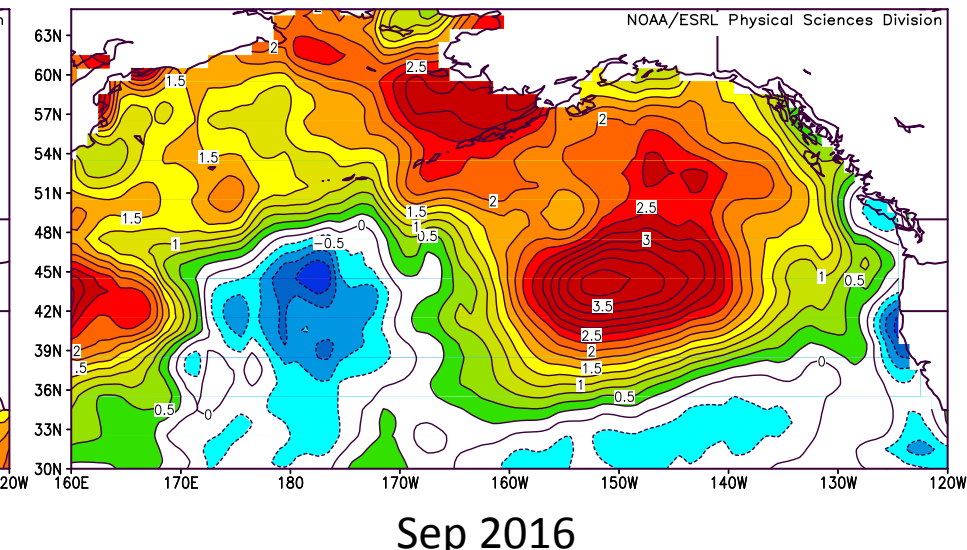 n
NOAA/ESRL Physical Sciences Division
63N
60N
57N
54N
51N
48N
45N
42N
39N
36N
33N
30N
2
2.5
1.5
2
1.5
2
1.5
1.5
1
0
1
0.5
-0.5
2.5
3
3.5
2.5
2
1.5
1
0.5
1
0.5
0
2
.5
0.5
0
20W
160E
170E
180
170W
160W
150W
140W
130W
120W
Sep 2016